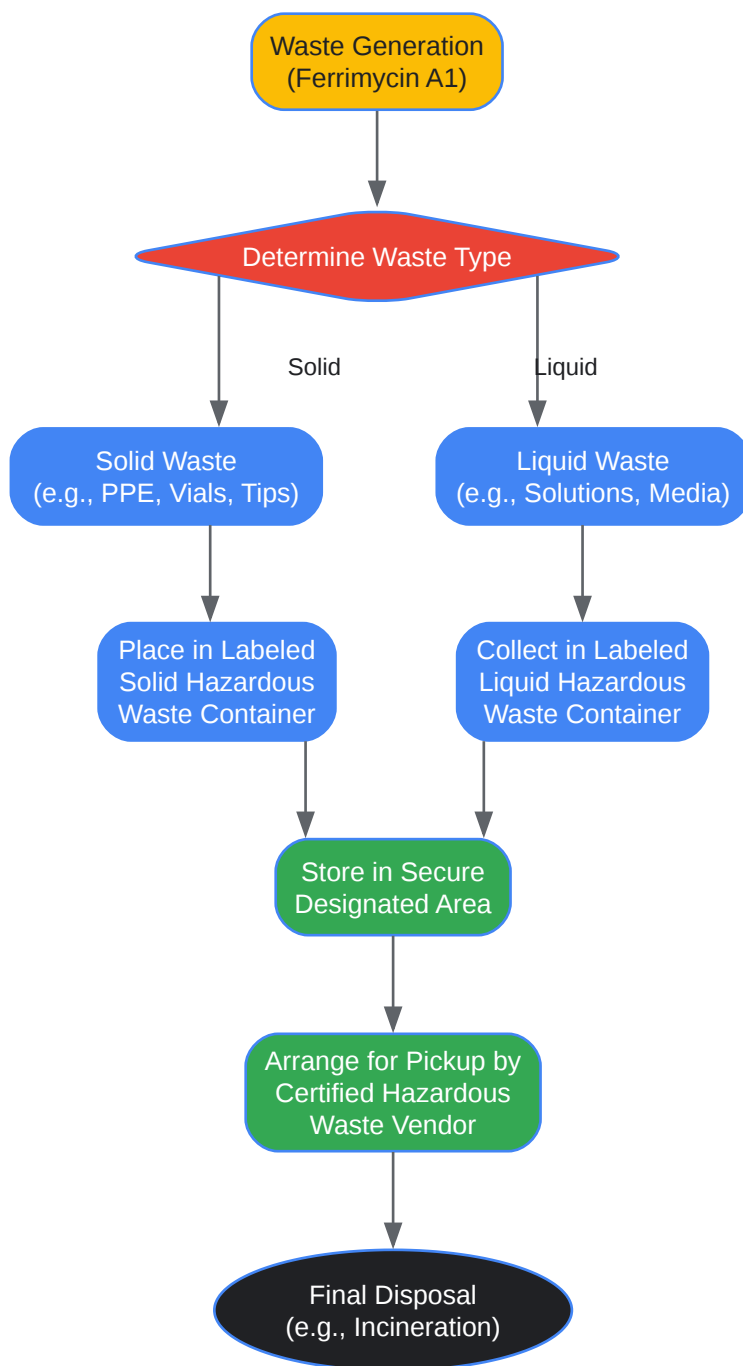 Waste Generation
(Ferrimycin A1)
Determine Waste Type
Solid
Liquid
Solid Waste
(e.g., PPE, Vials, Tips)
Liquid Waste
(e.g., Solutions, Media)
Place in Labeled
Solid Hazardous
Waste Container
Collect in Labeled
Liquid Hazardous
Waste Container
Store in Secure
Designated Area
Arrange for Pickup by
Certified Hazardous
Waste Vendor
Final Disposal
(e.g., Incineration)